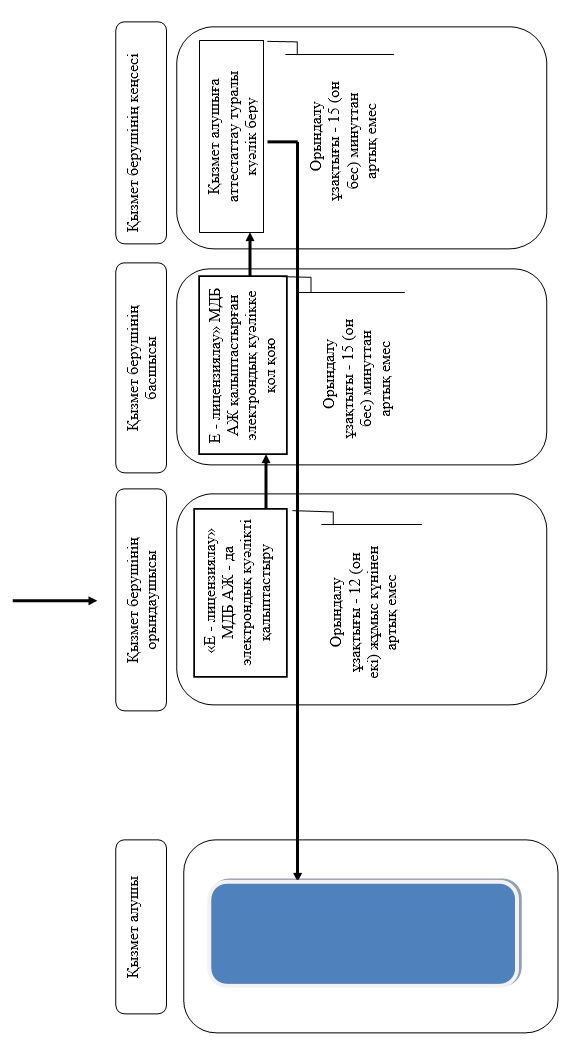 Қызмет алушы
Қызмет берушінің
орындаушысы
Қызмет берушінің
басшысы
Қызмет берушінің кеңсесі
«Е - лицензиялау»
МДБ АЖ - да
электрондық куәлікті
қалыптастыру
Орындалу
ұзақтығы - 12 (он
екі) жұмыс күнінен
артық емес
Е - лицензиялау» МДБ
АЖ қалыптастырған
электрондық куәлікке
қол қою
Орындалу
ұзақтығы - 15 (он
бес) минуттан
артық емес
Қызмет алушыға
аттестаттау туралы
куәлік беру
Орындалу
ұзақтығы - 15 (он
бес) минуттан
артық емес